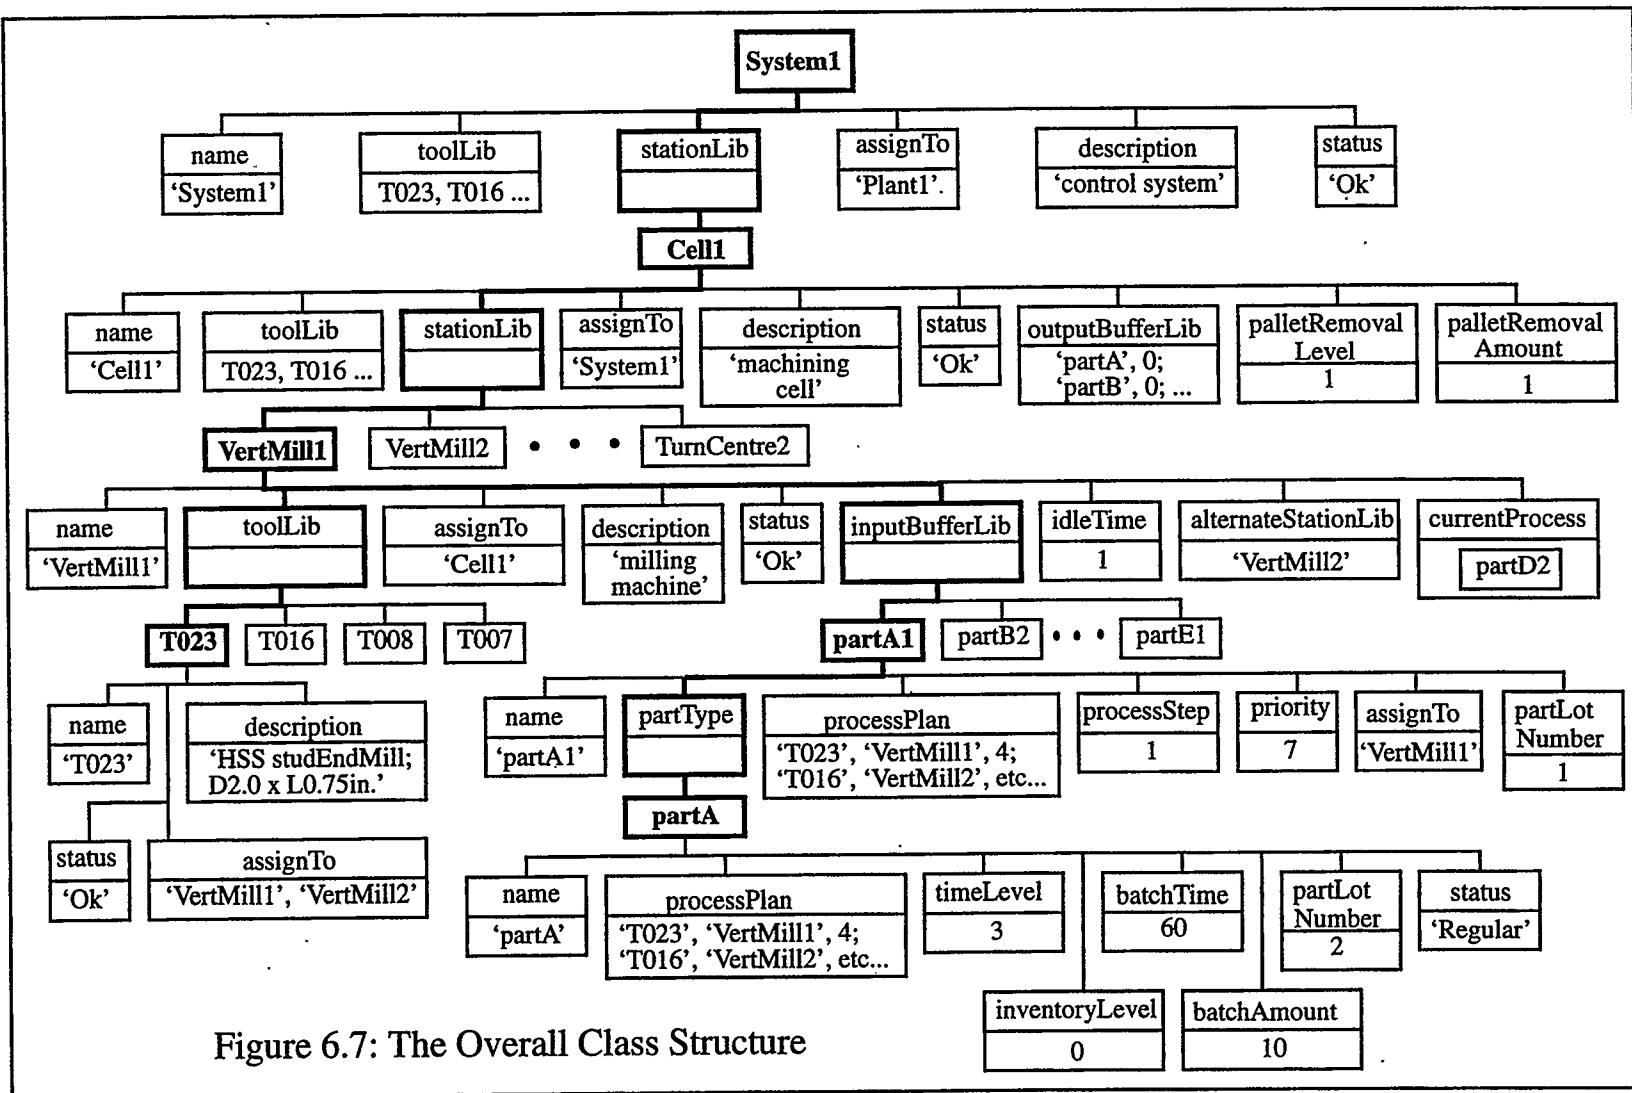 System1
name
‘System1’
toolLib
T023, T016 ...
stationLib
assignTo
‘Plant1’.
description
‘control system’
status
‘Ok’
Cell1
name
‘Cell1’
toolLib
T023, T016 ...
stationLib
assignTo
‘System1’
description
‘machining
cell’
status
‘Ok’
outputBufferLib
‘partA’, 0;
‘partB’, 0; ...
palletRemoval
Level
1
palletRemoval
Amount
1
VertMill1
VertMill2
• • •
TurnCentre2
name
‘VertMill1’
toolLib
assignTo
‘Cell1’
description
‘milling
machine’
status
‘Ok’
inputBufferLib
idleTime
1
alternateStationLib
‘VertMill2’
currentProcess
partD2
T023
T016
T008
T007
partA1
partB2
• • •
partE1
name
‘T023’
description
‘HSS studEndMill;
D2.0 x L0.75in.’
status
‘Ok’
assignTo
‘VertMill1’, ‘VertMill2’
name
‘partA1’
partType
processPlan
‘T023’, ‘VertMill1’, 4;
‘T016’, ‘VertMill2’, etc...
processStep
1
priority
7
assignTo
‘VertMill1’
partLot
Number
1
partA
name
‘partA’
processPlan
‘T023’, ‘VertMill1’, 4;
‘T016’, ‘VertMill2’, etc...
timeLevel
3
batchTime
60
partLot
Number
2
status
‘Regular’
inventoryLevel
0
batchAmount
10
Figure 6.7: The Overall Class Structure